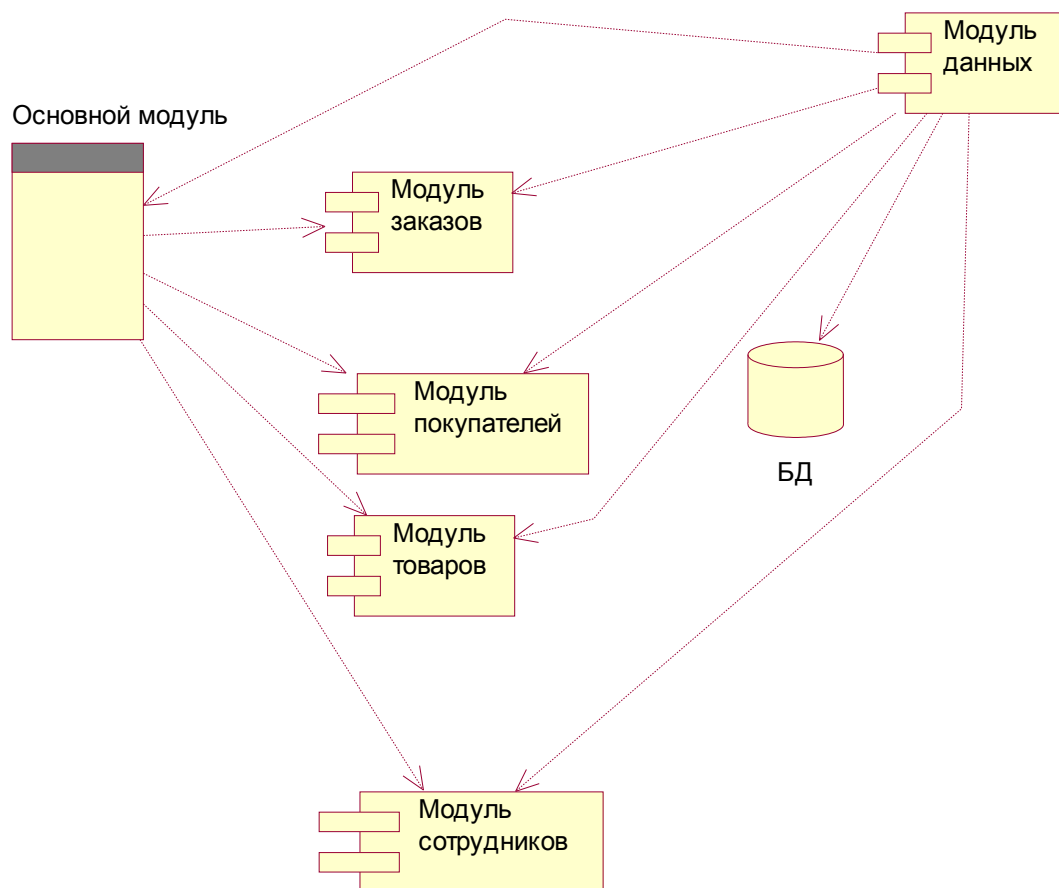 Модуль
данных
Основной модуль
Модуль
заказов
Модуль
покупателей
БД
Модуль
товаров
Модуль
сотрудников